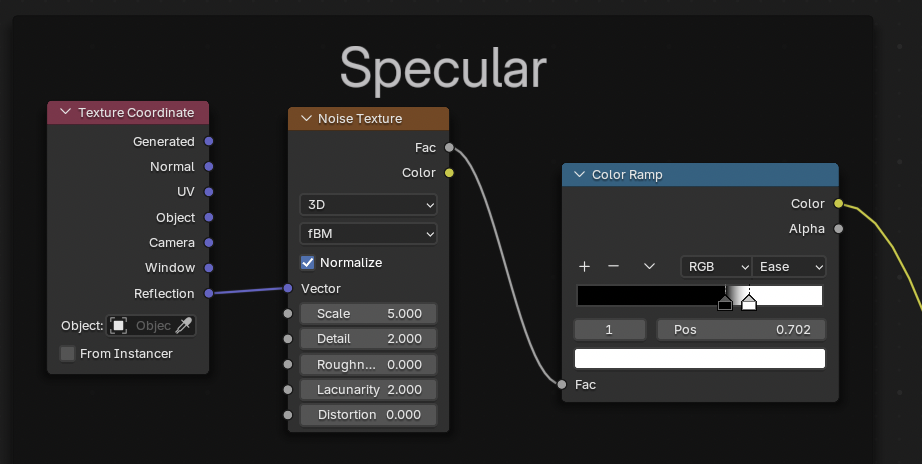 Specular
Texture Coordinate
Generated
Normal
UV
Object
Camera
Window
Reflection
Object: Objec
From Instancer
Noise Texture
Fac
Color
3D
fBM
Normalize
Vector
Scale 5.000
Detail 2.000
Roughn... 0.000
Lacunarity 2.000
Distortion 0.000
Color Ramp
Color
Alpha
RGB Ease
1 Pos 0.702
Fac